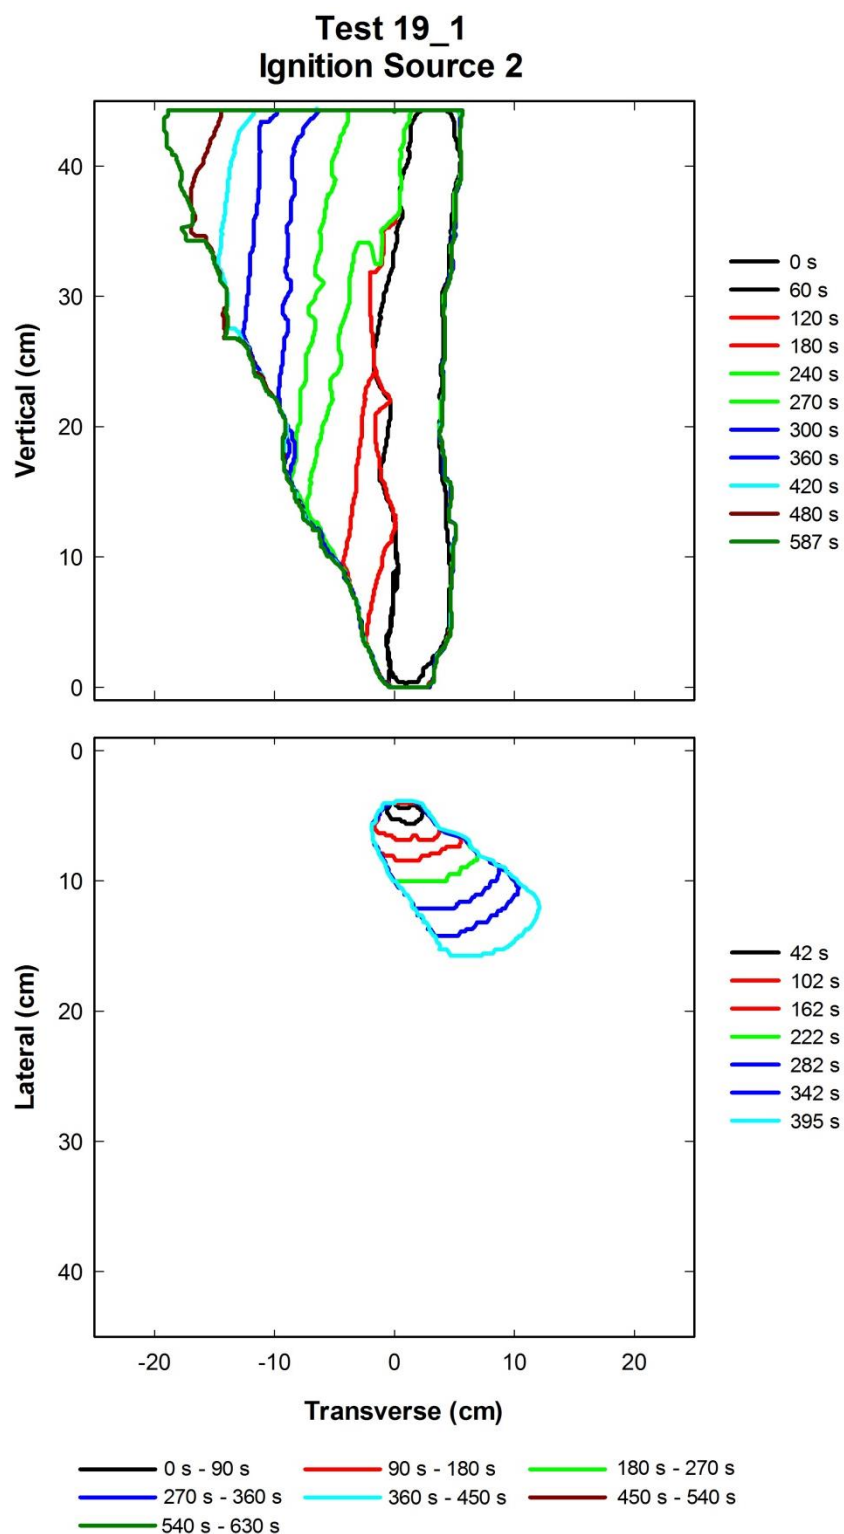 Test 19_1
Ignition Source 2
Vertical (cm)
40
30
20
10
0
0 s
60 s
120 s
180 s
240 s
270 s
300 s
360 s
420 s
480 s
587 s
Lateral (cm)
0
10
20
30
40
42 s
102 s
162 s
222 s
282 s
342 s
395 s
-20 -10 0 10 20
Transverse (cm)
0 s - 90 s 90 s - 180 s 180 s - 270 s
270 s - 360 s 360 s - 450 s 450 s - 540 s
540 s - 630 s